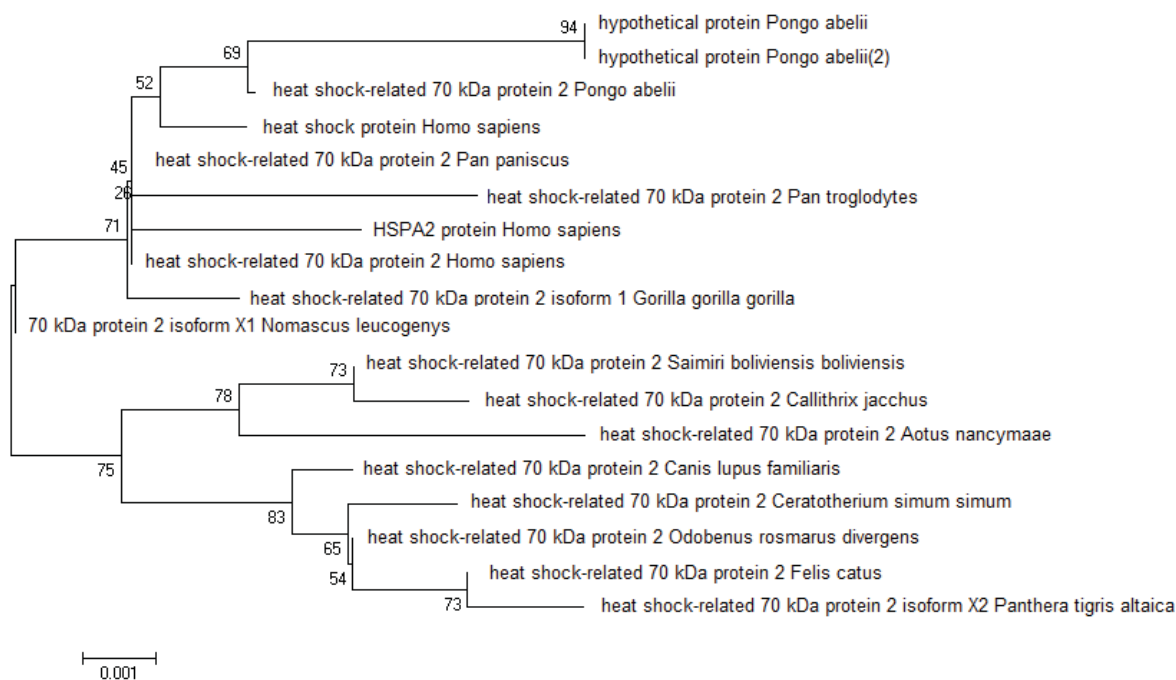 94
hypothetical protein Pongo abelii
69
hypothetical protein Pongo abelii(2)
52
heat shock-related 70 kDa protein 2 Pongo abelii
heat shock protein Homo sapiens
45
heat shock-related 70 kDa protein 2 Pan paniscus
26
heat shock-related 70 kDa protein 2 Pan troglodytes
71
HSPA2 protein Homo sapiens
heat shock-related 70 kDa protein 2 Homo sapiens
heat shock-related 70 kDa protein 2 isoform 1 Gorilla gorilla gorilla
70 kDa protein 2 isoform X1 Nomascus leucogenys
73
heat shock-related 70 kDa protein 2 Saimiri boliviensis boliviensis
78
heat shock-related 70 kDa protein 2 Callithrix jacchus
heat shock-related 70 kDa protein 2 Aotus nancymaae
75
heat shock-related 70 kDa protein 2 Canis lupus familiaris
83
heat shock-related 70 kDa protein 2 Ceratotherium simum simum
65
heat shock-related 70 kDa protein 2 Odobenus rosmarus divergens
54
heat shock-related 70 kDa protein 2 Felis catus
73
heat shock-related 70 kDa protein 2 isoform X2 Panthera tigris altaica
0.001